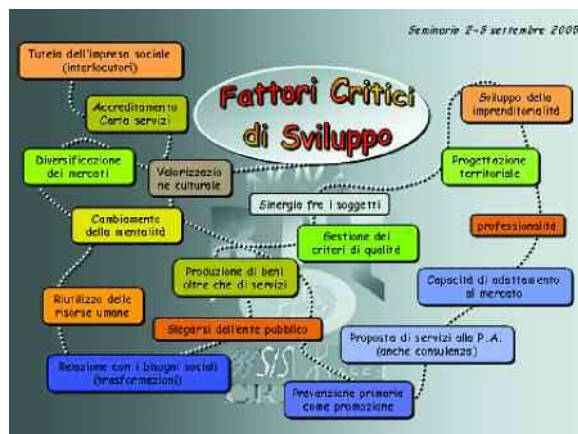 Seminario 2-3 settembre 2005
Fattori Critici
di Sviluppo
Tutela dell'impresa sociale
(interlocutori)
Accreditamento
Carta servizi
Diversificazione
dei mercati
Valorizzazio
ne culturale
Cambiamento
della mentalità
Sinergia fra i soggetti
Gestione dei
criteri di qualità
Produzione di beni
oltre che di servizi
Riutilizzo delle
risorse umane
Slegarsi dall'ente pubblico
Relazione con i bisogni sociali
(trasformazioni)
Prevenzione primaria
come promozione
Proposta di servizi alla P.A.
(anche consulenza)
Capacità di adattamento
al mercato
professionalità
Progettazione
territoriale
Sviluppo della
imprenditorialità